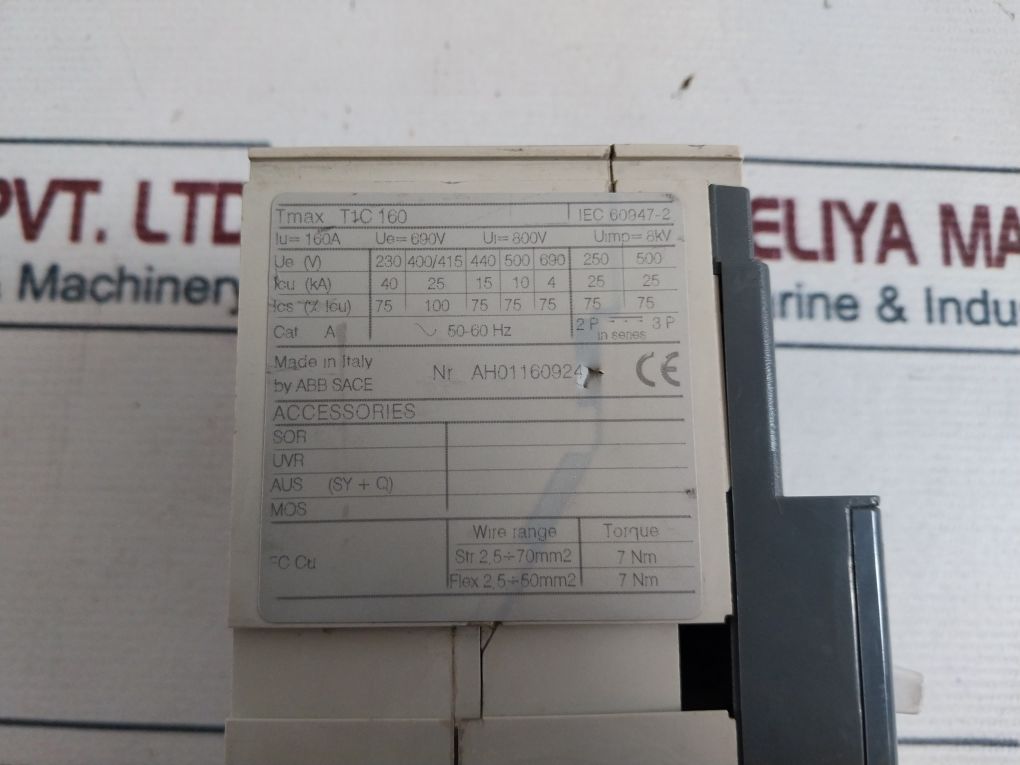 PVT. LTD
Machinery
ELIYA MA
arine & Indu
Tmax T1C 160 IEC 60947-2
Iu= 160A Ue= 690V Ui= 800V Uimp= 8kV
Ue (V) 230 400/415 440 500 690 250 500
Icu (kA) 40 25 15 10 4 25 25
Ics (% Icu) 75 100 75 75 75 75 75
Cat A 50-60 Hz 2 P 3 P
in series
Made in Italy
by ABB SACE
Nr AH01160924
CE
ACCESSORIES
SOR
UVR
AUS (SY + Q)
MOS
Wire range Torque
FC Cu
Str 2,5÷70mm2 7 Nm
Flex 2,5÷50mm2 7 Nm